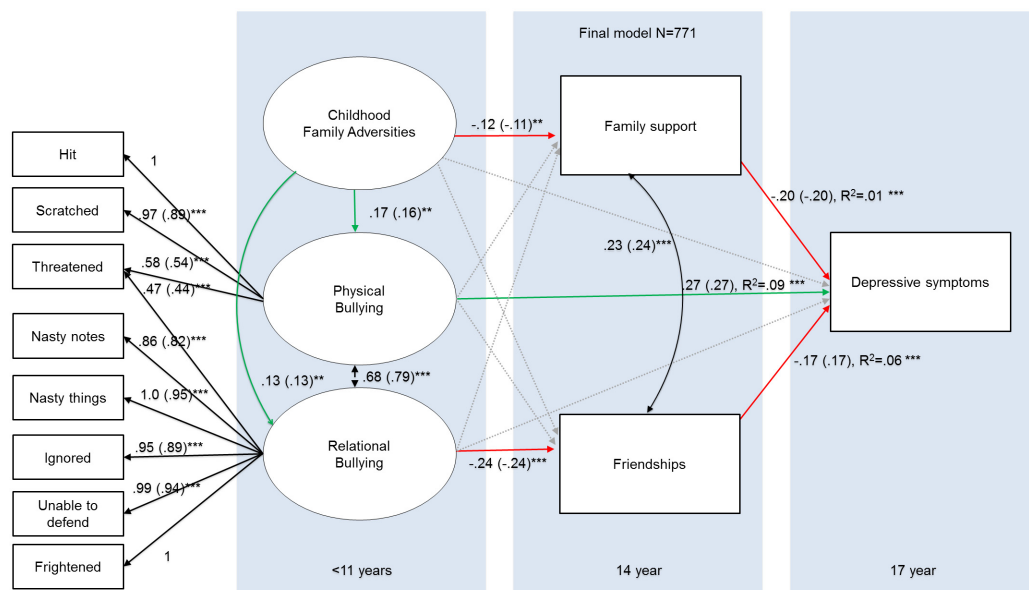 Final model N=771
Childhood
Family Adversities
-.12 (-.11)**
Family support
Hit
1
Scratched
.97 (.89)***
.17 (.16)**
-.20 (-.20), R²=.01 ***
Threatened
.58 (.54)***
.47 (.44)***
.23 (.24)***
Physical
Bullying
.27 (.27), R²=.09 ***
Depressive symptoms
Nasty notes
.86 (.82)***
-.17 (.17), R²=.06 ***
.13 (.13)**
.68 (.79)***
Nasty things
1.0 (.95)***
Ignored
.95 (.89)***
Relational
Bullying
-.24 (-.24)***
Friendships
Unable to
defend
.99 (.94)***
Frightened
1
<11 years
14 year
17 year